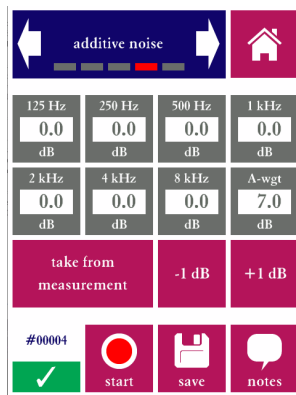 additive noise
125 Hz 250 Hz 500 Hz 1 kHz
0.0 0.0 0.0 0.0
dB dB dB dB
2 kHz 4 kHz 8 kHz A-wgt
0.0 0.0 0.0 7.0
dB dB dB dB
take from
measurement
-1 dB +1 dB
#00004
start save notes